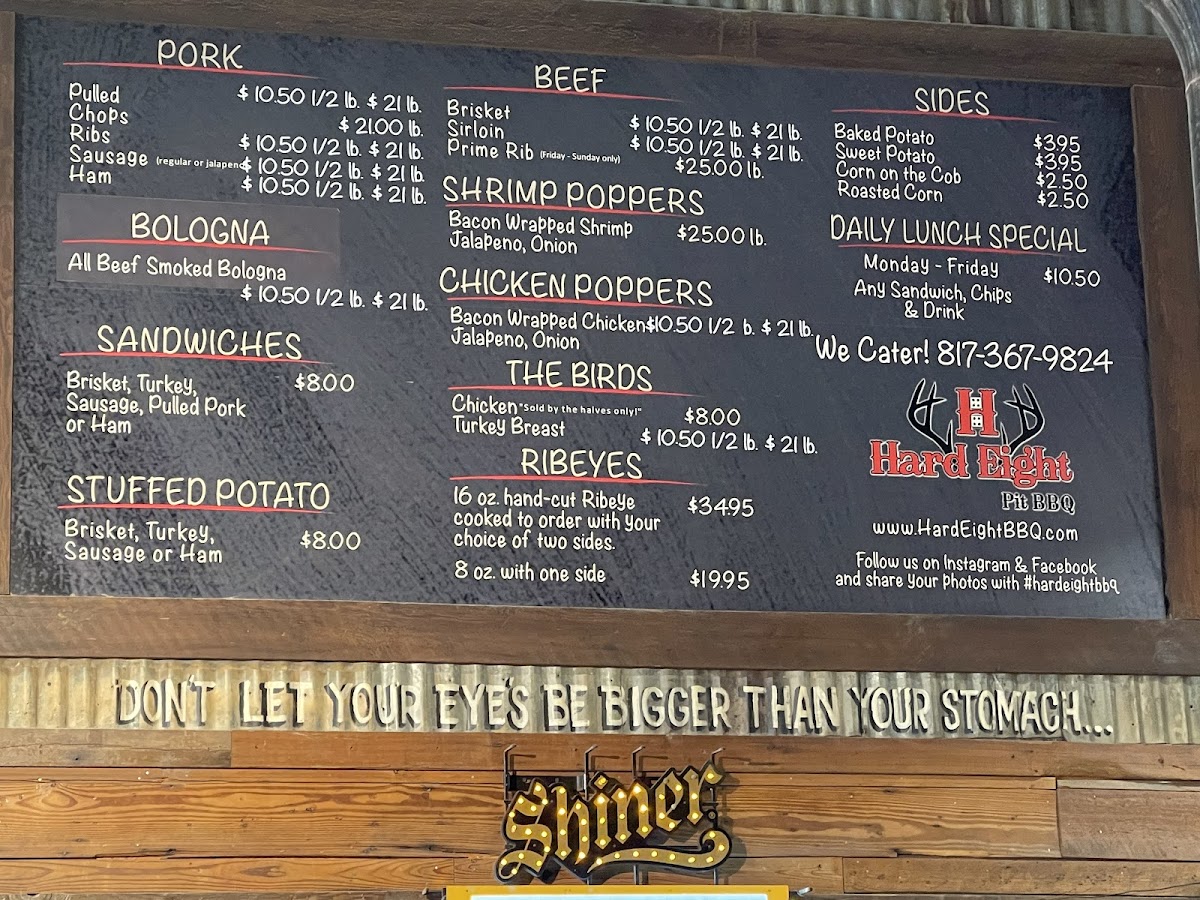 PORK
Pulled $ 10.50 1/2 lb. $ 21 lb.
Chops $ 21.00 lb.
Ribs $ 10.50 1/2 lb. $ 21 lb.
Sausage (regular or jalapeno $ 10.50 1/2 lb. $ 21 lb.
Ham $ 10.50 1/2 lb. $ 21 lb.
BOLOGNA
All Beef Smoked Bologna
$ 10.50 1/2 lb. $ 21 lb.
SANDWICHES
Brisket, Turkey, $8.00
Sausage, Pulled Pork
or Ham
STUFFED POTATO
Brisket, Turkey, $8.00
Sausage or Ham
BEEF
Brisket $ 10.50 1/2 lb. $ 21 lb.
Sirloin $ 10.50 1/2 lb. $ 21 lb.
Prime Rib (Friday - Sunday only) $25.00 lb.
SHRIMP POPPERS
Bacon Wrapped Shrimp $25.00 lb.
Jalapeno, Onion
CHICKEN POPPERS
Bacon Wrapped Chicken $10.50 1/2 b. $ 21 lb.
Jalapeno, Onion
THE BIRDS
Chicken "Sold by the halves only!" $8.00
Turkey Breast $ 10.50 1/2 lb. $ 21 lb.
RIBEYES
16 oz. hand-cut Ribeye $34.95
cooked to order with your
choice of two sides.
8 oz. with one side $19.95
SIDES
Baked Potato $3.95
Sweet Potato $3.95
Corn on the Cob $2.50
Roasted Corn $2.50
DAILY LUNCH SPECIAL
Monday - Friday $10.50
Any Sandwich, Chips
& Drink
We Cater! 817-367-9824
H
Hard Eight
Pit BBQ
www.HardEightBBQ.com
Follow us on Instagram & Facebook
and share your photos with #hardeightbbq
DON'T LET YOUR EYE'S BE BIGGER THAN YOUR STOMACH...
Shiner